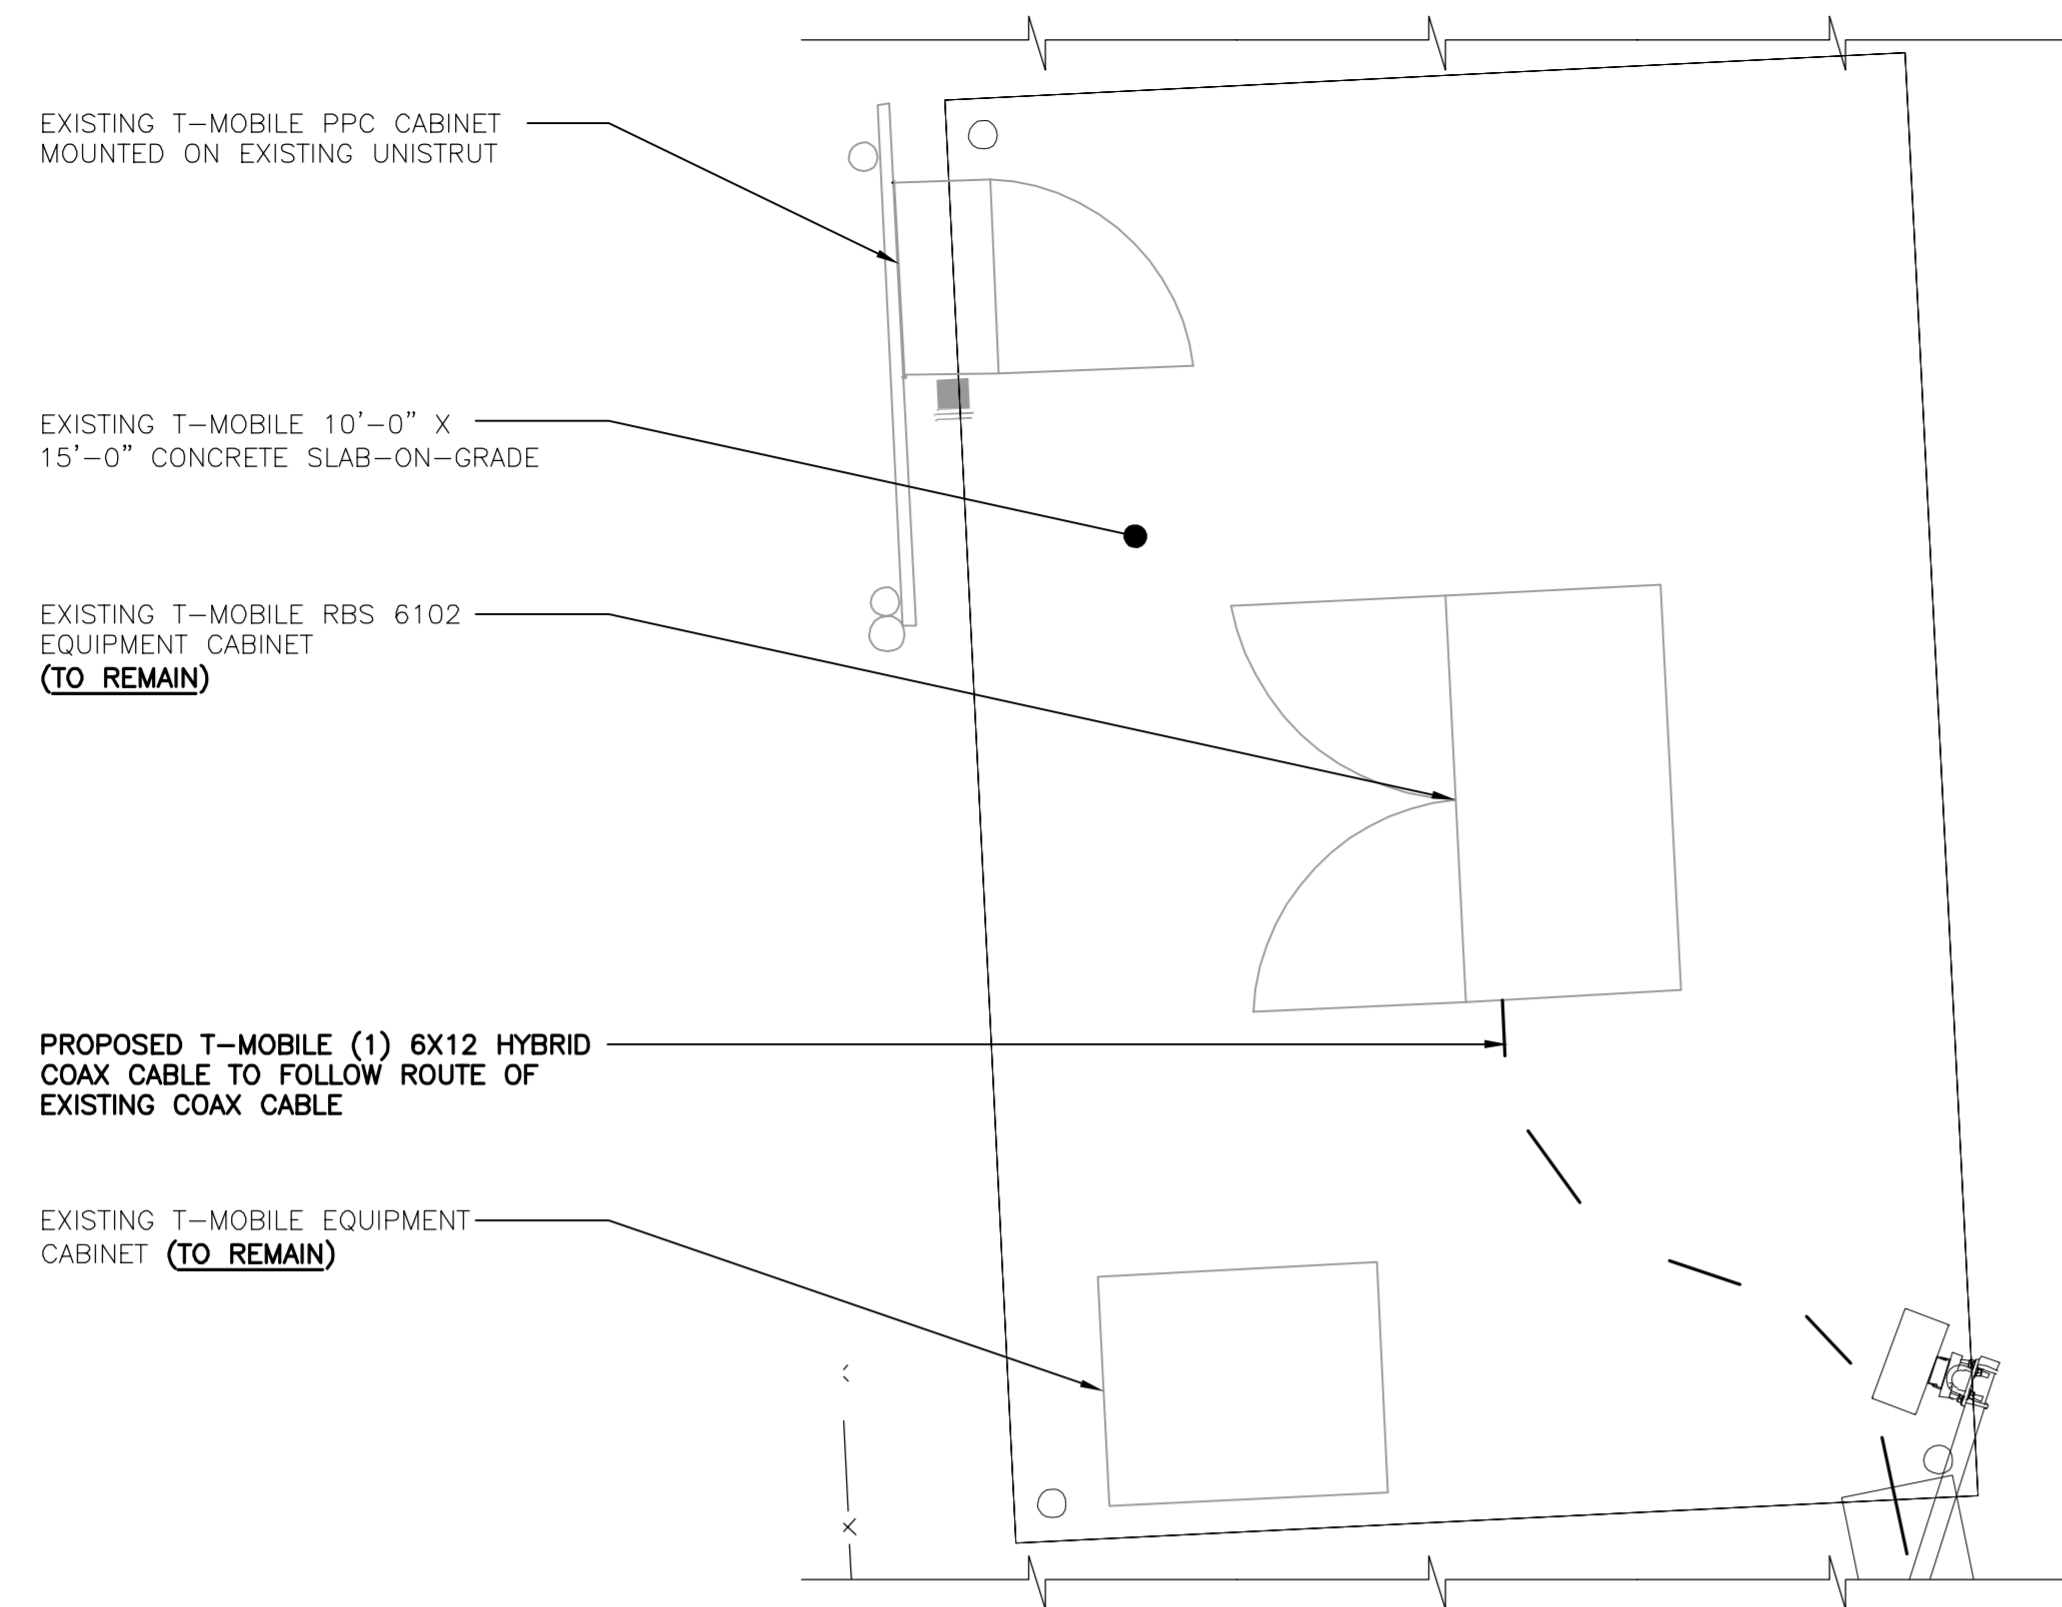 EXISTING T-MOBILE PPC CABINET
MOUNTED ON EXISTING UNISTRUT
EXISTING T-MOBILE 10'-0" X
15'-0" CONCRETE SLAB-ON-GRADE
EXISTING T-MOBILE RBS 6102
EQUIPMENT CABINET
(TO REMAIN)
PROPOSED T-MOBILE (1) 6X12 HYBRID
COAX CABLE TO FOLLOW ROUTE OF
EXISTING COAX CABLE
EXISTING T-MOBILE EQUIPMENT
CABINET (TO REMAIN)
X